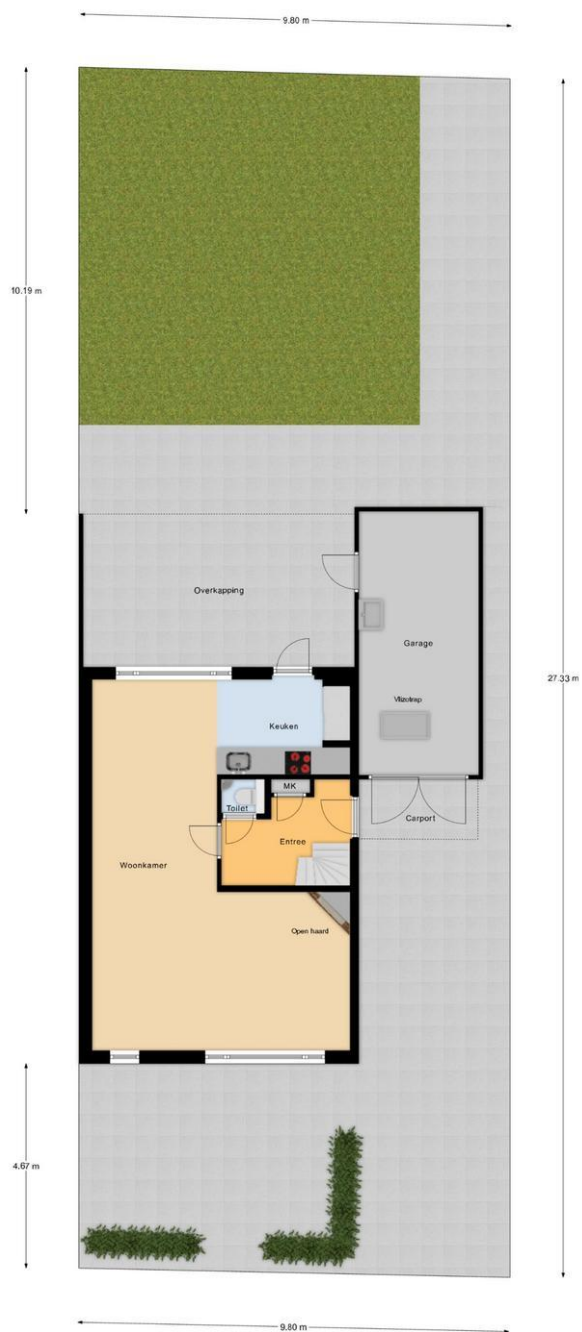 9.80 m
10.19 m
Overkapping
Garage
27.33 m
Vlizotrap
Keuken
MK
Toilet
Carport
Entree
Woonkamer
Open haard
4.67 m
9.80 m